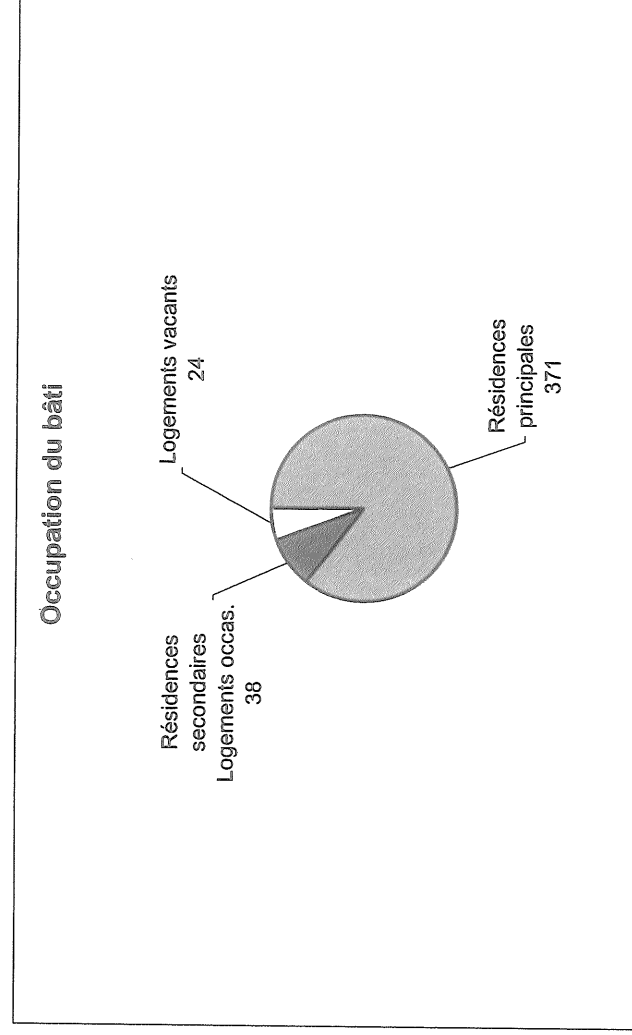 Occupation du bâti
Logements vacants
24
Résidences
secondaires
Logements occas.
38
Résidences
principales
371